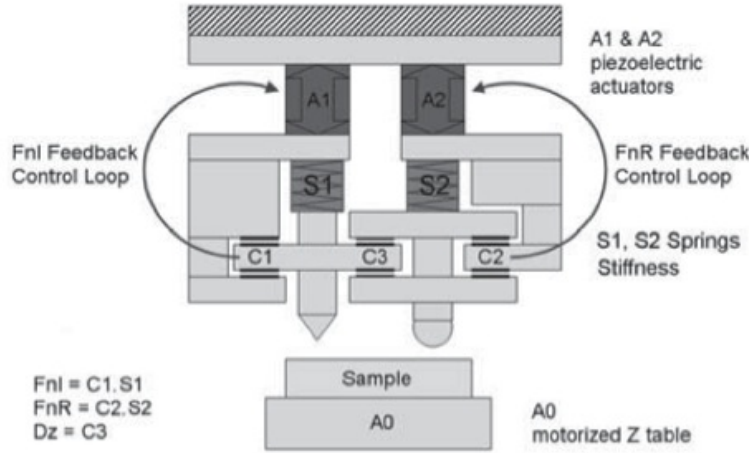 A1 & A2
piezoelectric
actuators
A1
A2
FnI Feedback
Control Loop
FnR Feedback
Control Loop
S1
S2
S1, S2 Springs
Stiffness
C1
C3
C2
FnI = C1.S1
FnR = C2.S2
Dz = C3
Sample
A0
A0
motorized Z table